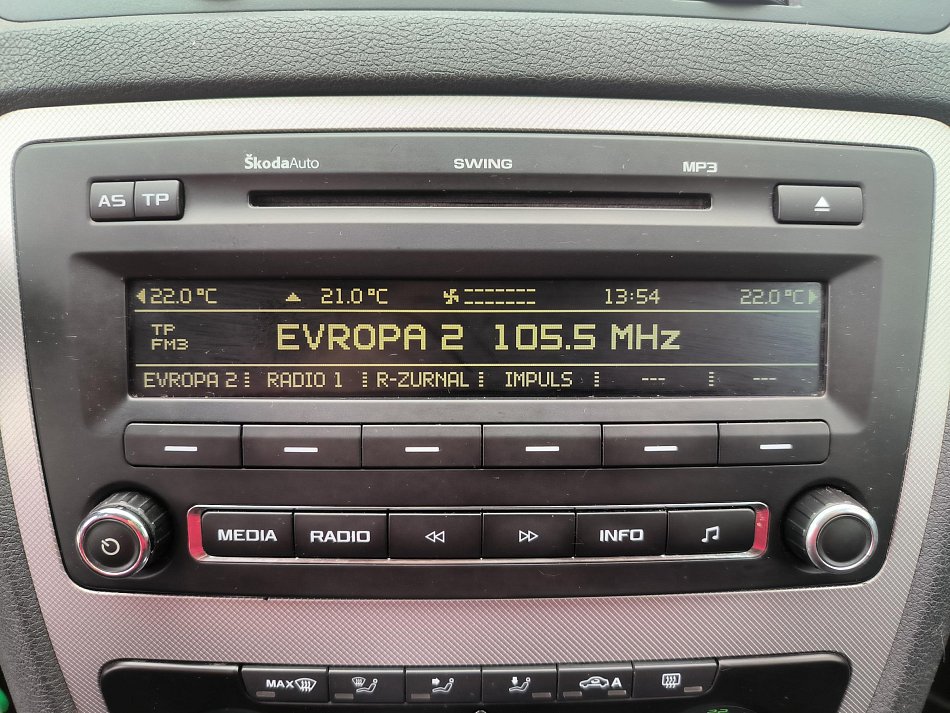 ŠkodaAuto SWING MP3
AS TP
22.0 °C 21.0 °C 13:54 22.0 °C
TP
FM3
EVROPA 2 105.5 MHz
EVROPA 2 RADIO 1 R-ZURNAL IMPULS --- ---
MEDIA RADIO INFO
MAX A